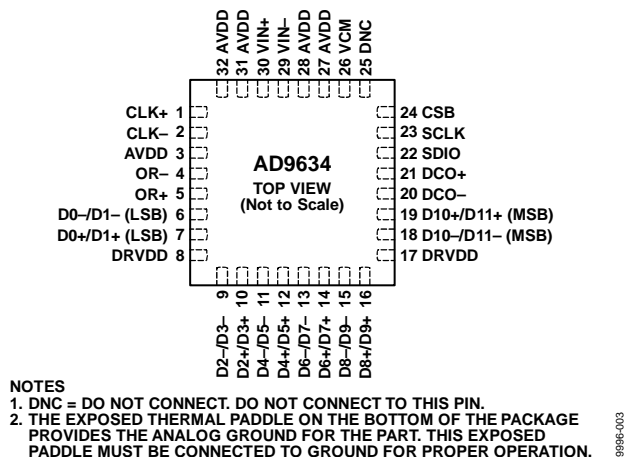 32 AVDD
31 AVDD
30 VIN+
29 VIN–
28 AVDD
27 AVDD
26 VCM
25 DNC
CLK+ 1
CLK– 2
AVDD 3
OR– 4
OR+ 5
D0–/D1– (LSB) 6
D0+/D1+ (LSB) 7
DRVDD 8
AD9634
TOP VIEW
(Not to Scale)
24 CSB
23 SCLK
22 SDIO
21 DCO+
20 DCO–
19 D10+/D11+ (MSB)
18 D10–/D11– (MSB)
17 DRVDD
D2–/D3– 9
D2+/D3+ 10
D4–/D5– 11
D4+/D5+ 12
D6–/D7– 13
D6+/D7+ 14
D8–/D9– 15
D8+/D9+ 16
NOTES
1. DNC = DO NOT CONNECT. DO NOT CONNECT TO THIS PIN.
2. THE EXPOSED THERMAL PADDLE ON THE BOTTOM OF THE PACKAGE
PROVIDES THE ANALOG GROUND FOR THE PART. THIS EXPOSED
PADDLE MUST BE CONNECTED TO GROUND FOR PROPER OPERATION.
9996-003